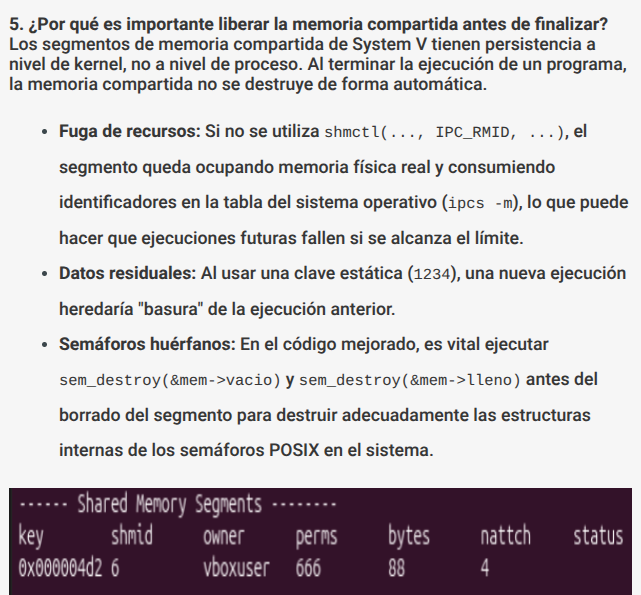 5. ¿Por qué es importante liberar la memoria compartida antes de finalizar?
Los segmentos de memoria compartida de System V tienen persistencia a
nivel de kernel, no a nivel de proceso. Al terminar la ejecución de un programa,
la memoria compartida no se destruye de forma automática.
• Fuga de recursos: Si no se utiliza shmctl(..., IPC_RMID, ...), el
segmento queda ocupando memoria física real y consumiendo
identificadores en la tabla del sistema operativo (ipcs -m), lo que puede
hacer que ejecuciones futuras fallen si se alcanza el límite.
• Datos residuales: Al usar una clave estática (1234), una nueva ejecución
heredaría "basura" de la ejecución anterior.
• Semáforos huérfanos: En el código mejorado, es vital ejecutar
sem_destroy(&mem->vacio) y sem_destroy(&mem->lleno) antes del
borrado del segmento para destruir adecuadamente las estructuras
internas de los semáforos POSIX en el sistema.
------ Shared Memory Segments --------
key shmid owner perms bytes nattch status
0x000004d2 6 vboxuser 666 88 4